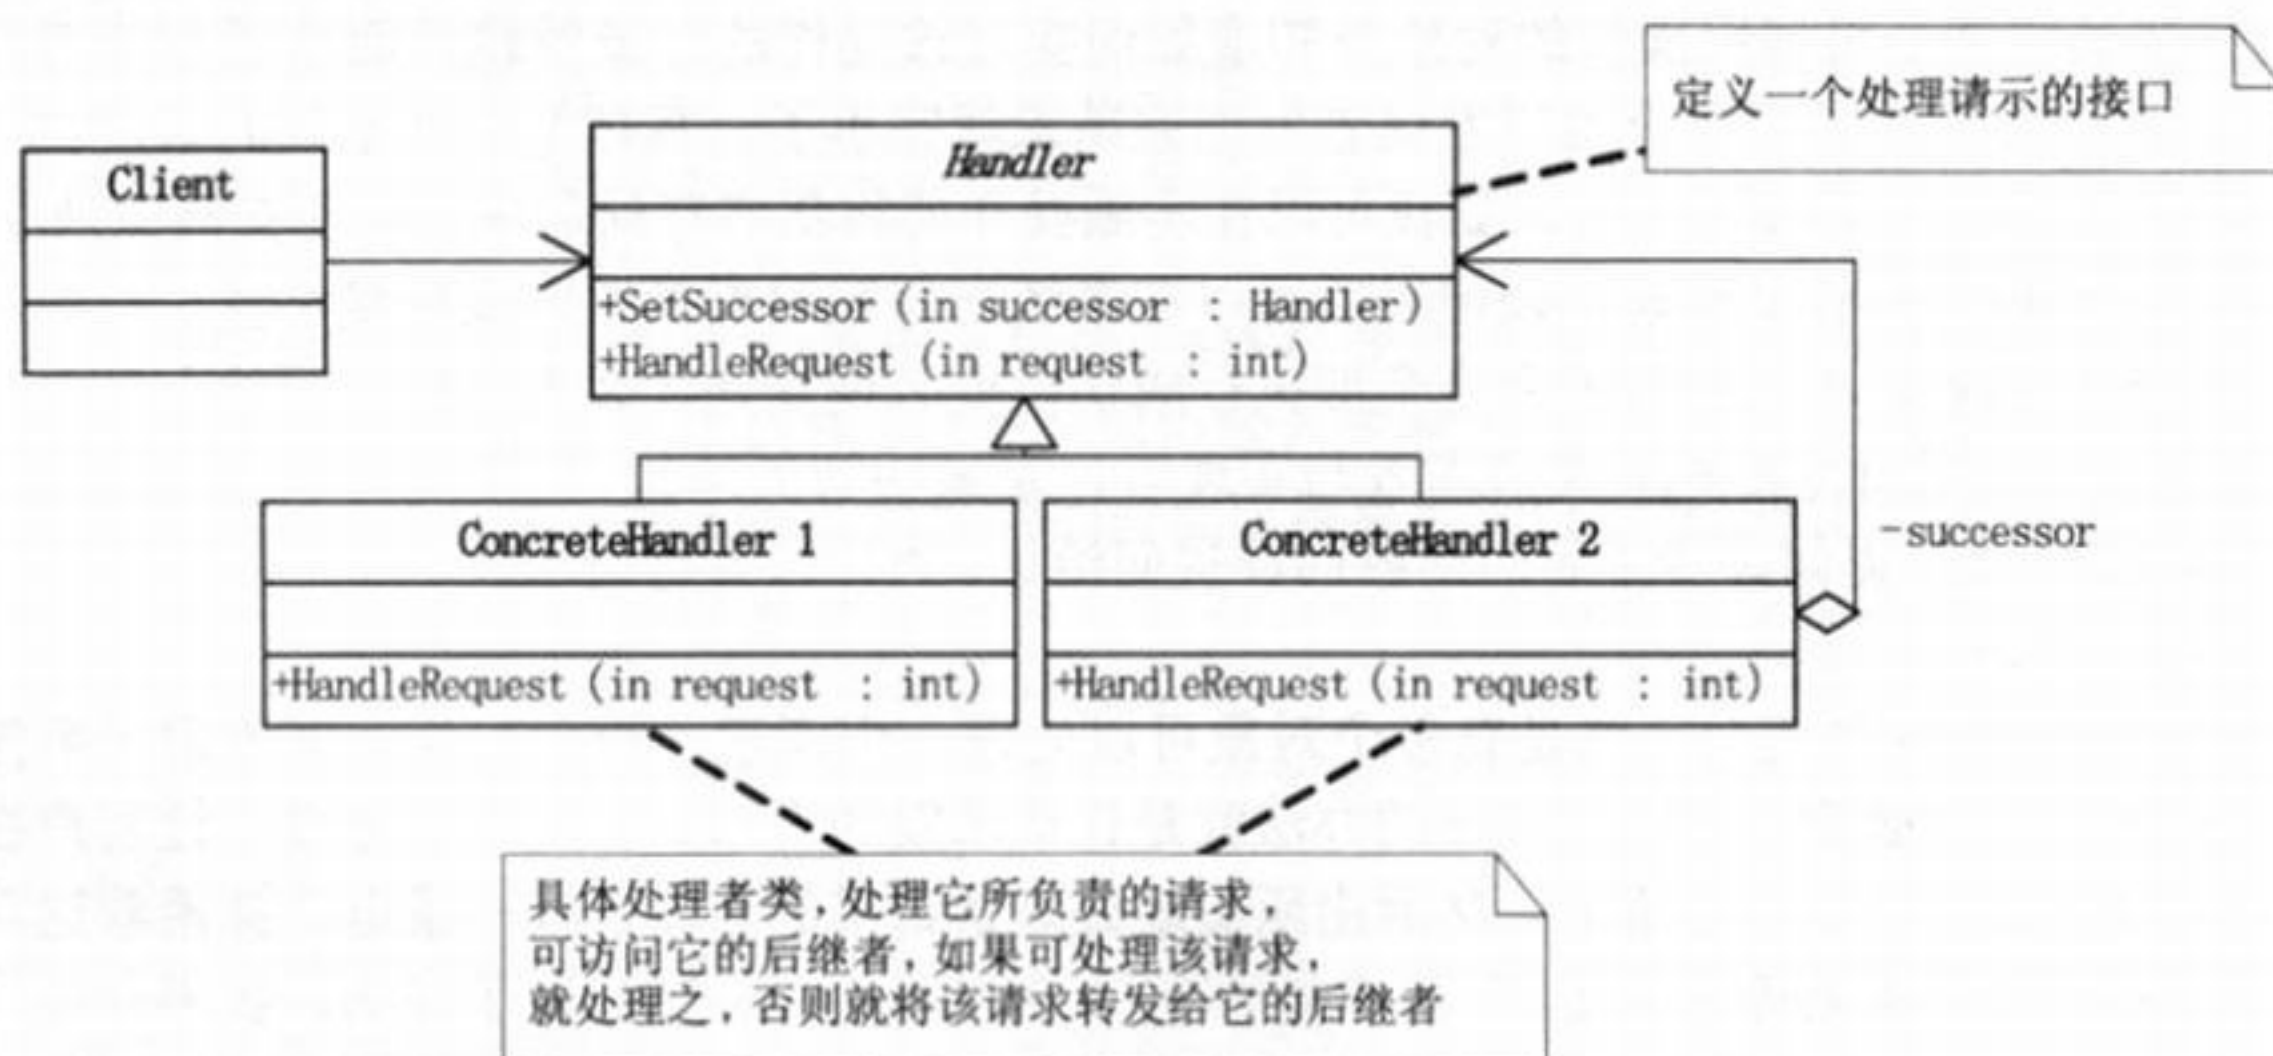 定义一个处理请示的接口
Client
Handler
+SetSuccessor (in successor : Handler)
+HandleRequest (in request : int)
ConcreteHandler 1
+HandleRequest (in request : int)
ConcreteHandler 2
+HandleRequest (in request : int)
-successor
具体处理者类，处理它所负责的请求，
可访问它的后继者，如果可处理该请求，
就处理之，否则就将该请求转发给它的后继者